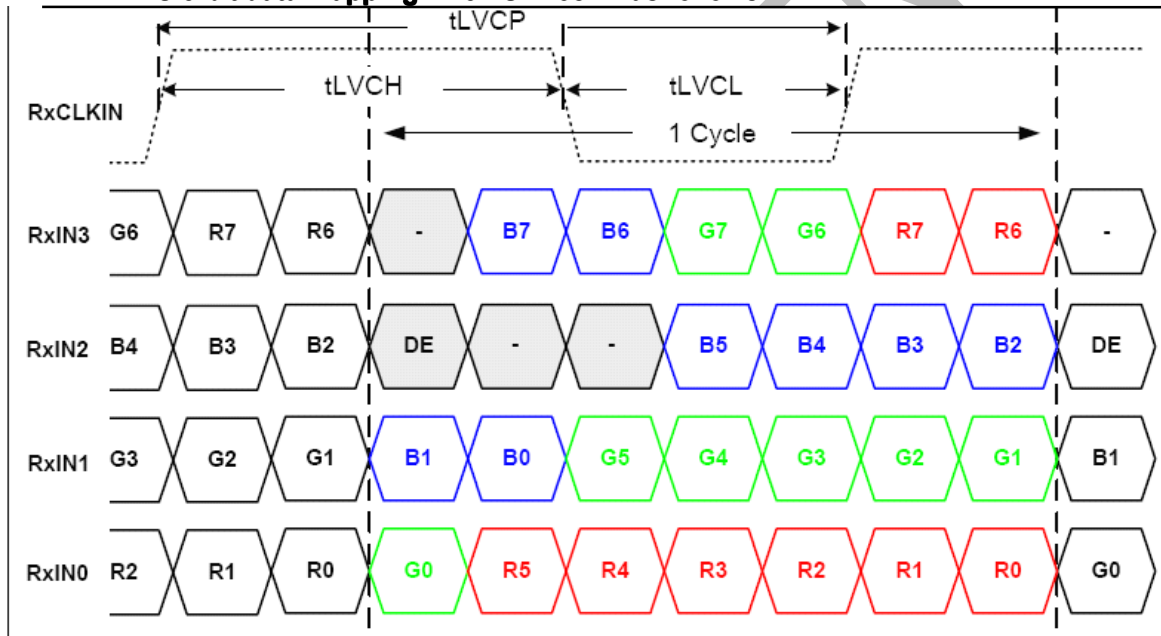 tLVCP
tLVCH tLVCL
RxCLKIN
1 Cycle
RxIN3 G6 R7 R6 - B7 B6 G7 G6 R7 R6 -
RxIN2 B4 B3 B2 DE - - B5 B4 B3 B2 DE
RxIN1 G3 G2 G1 B1 B0 G5 G4 G3 G2 G1 B1
RxIN0 R2 R1 R0 G0 R5 R4 R3 R2 R1 R0 G0